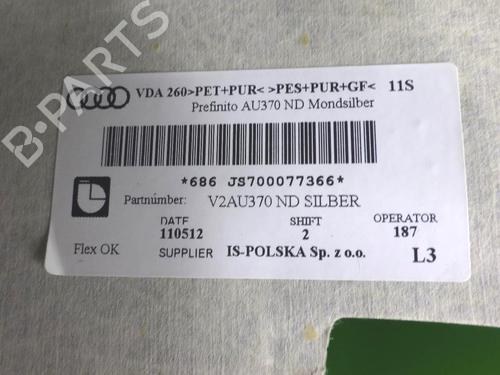 B-PARTS
VDA 260>PET+PUR< >PES+PUR+GF< 11S
Prefinito AU370 ND Mondsilber
*686 JS700077366*
Partnúmber: V2AU370 ND SILBER
DATE SHIFT OPERATOR
110512 2 187
Flex OK SUPPLIER IS-POLSKA Sp. z o.o. L3